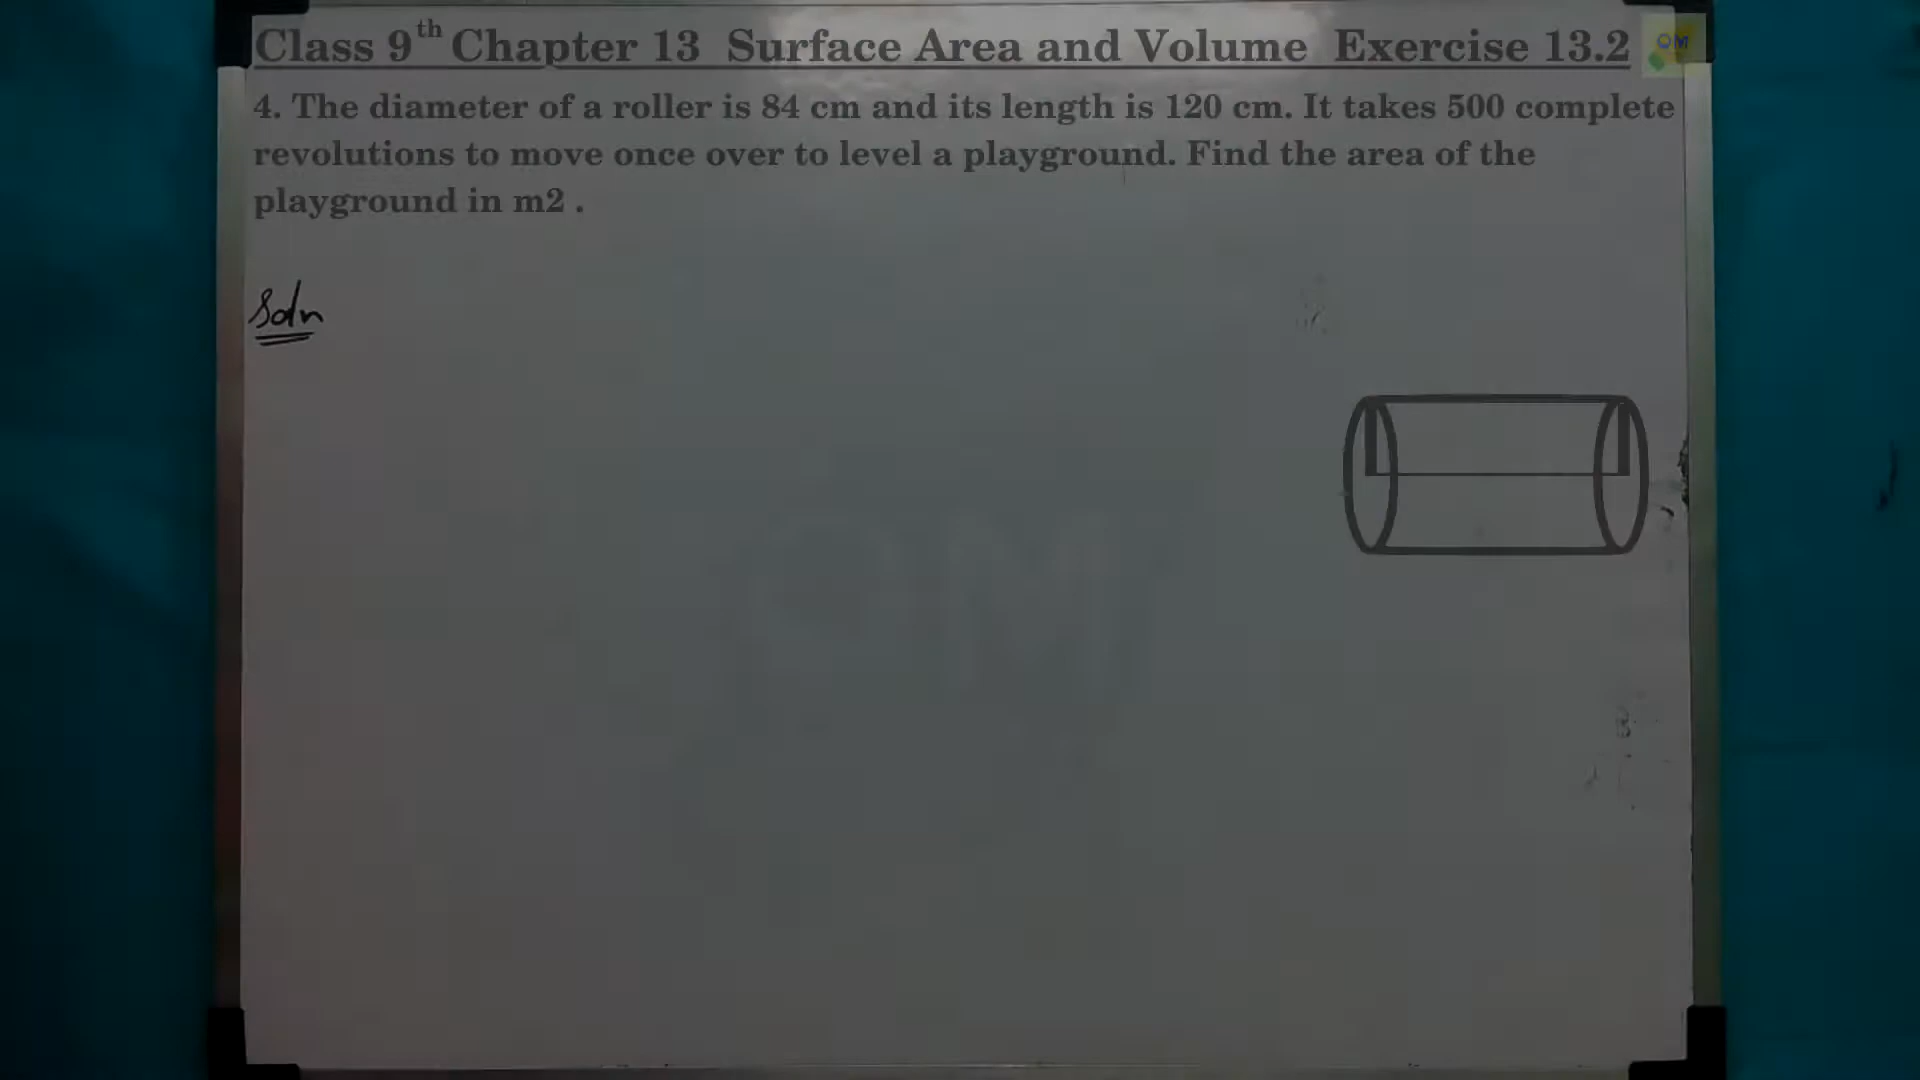 Class 9th Chapter 13 Surface Area and Volume Exercise 13.2
OM
4. The diameter of a roller is 84 cm and its length is 120 cm. It takes 500 complete
revolutions to move once over to level a playground. Find the area of the
playground in m2 .
Soln
OM